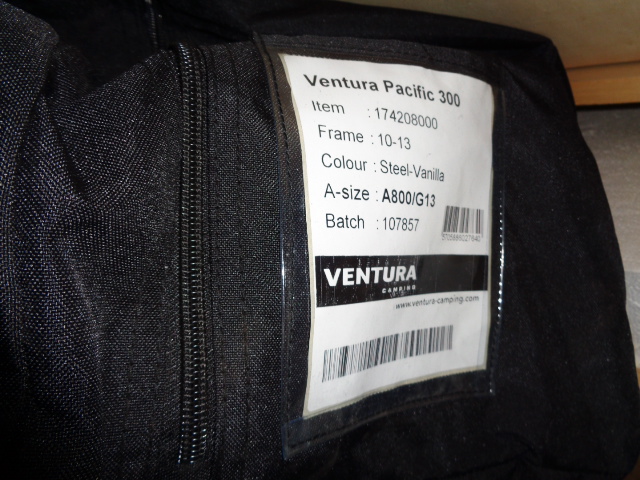 Ventura Pacific 300
Item : 174208000
Frame : 10-13
Colour : Steel-Vanilla
A-size : A800/G13
Batch : 107857
VENTURA
CAMPING
www.ventura-camping.com